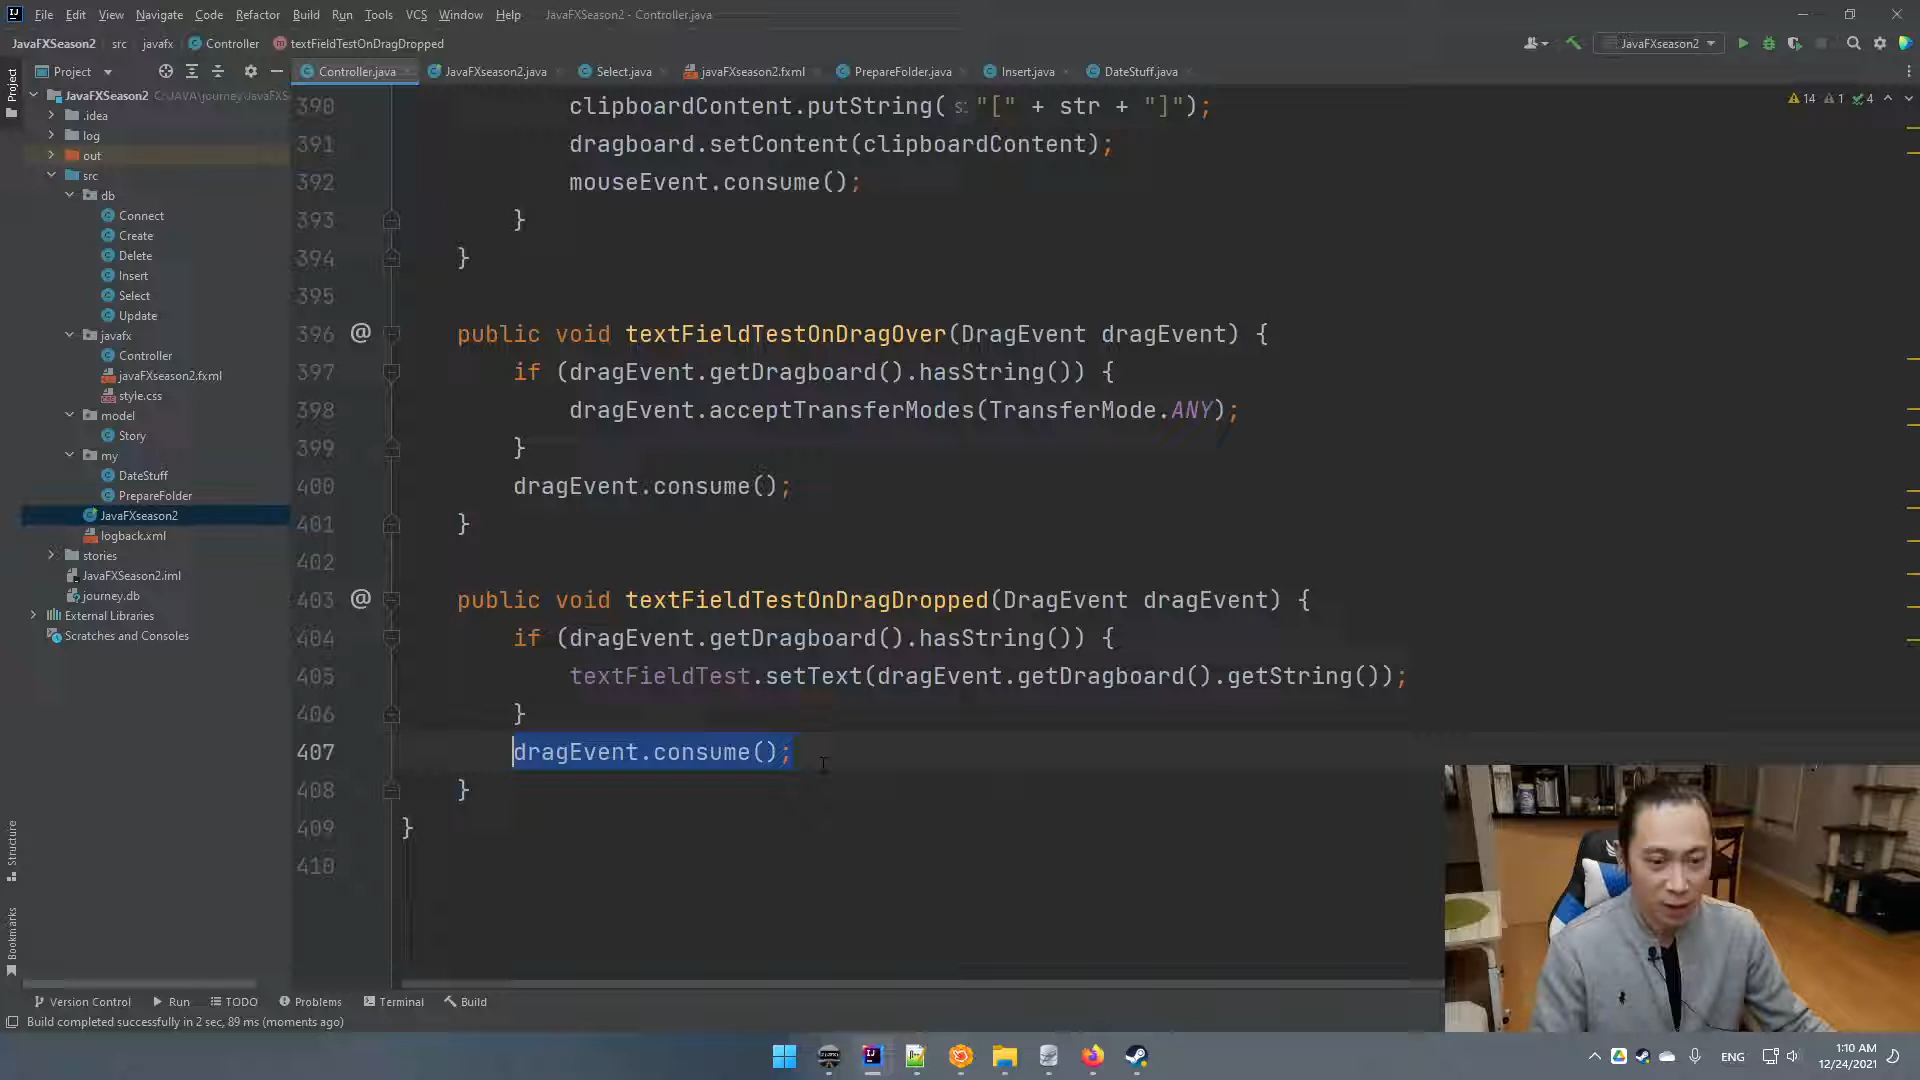 File Edit View Navigate Code Refactor Build Run Tools VCS Window Help JavaFXSeason2 - Controller.java
JavaFXSeason2 src javafx Controller textFieldTestOnDragDropped
JavaFXseason2
Project
Project
Controller.java JavaFXseason2.java Select.java javaFXseason2.fxml PrepareFolder.java Insert.java DateStuff.java
JavaFXSeason2 C:\JAVA\journey\JavaFXS
.idea
log
out
src
db
Connect
Create
Delete
Insert
Select
Update
javafx
Controller
javaFXseason2.fxml
style.css
model
Story
my
DateStuff
PrepareFolder
JavaFXseason2
logback.xml
stories
JavaFXSeason2.iml
journey.db
External Libraries
Scratches and Consoles
14 1 4
390 clipboardContent.putString( s: "[" + str + "]");
391 dragboard.setContent(clipboardContent);
392 mouseEvent.consume();
393 }
394 }
395
396 @ public void textFieldTestOnDragOver(DragEvent dragEvent) {
397 if (dragEvent.getDragboard().hasString()) {
398 dragEvent.acceptTransferModes(TransferMode.ANY);
399 }
400 dragEvent.consume();
401 }
402
403 @ public void textFieldTestOnDragDropped(DragEvent dragEvent) {
404 if (dragEvent.getDragboard().hasString()) {
405 textFieldTest.setText(dragEvent.getDragboard().getString());
406 }
407 dragEvent.consume();
408 }
409 }
410
Structure
Bookmarks
Version Control Run TODO Problems Terminal Build
Build completed successfully in 2 sec, 89 ms (moments ago)
ENG
1:10 AM
12/24/2021